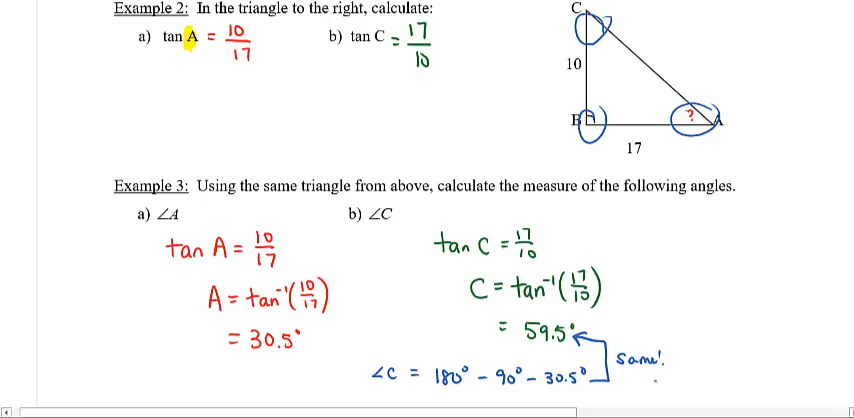 Example 2: In the triangle to the right, calculate:
a) tan A = 10/17 b) tan C = 17/10
C
10
B ? A
17
Example 3: Using the same triangle from above, calculate the measure of the following angles.
a) ∠A b) ∠C
tan A = 10/17 tan C = 17/10
A = tan⁻¹(10/17) C = tan⁻¹(17/10)
= 30.5° = 59.5°
same!
∠C = 180° - 90° - 30.5°